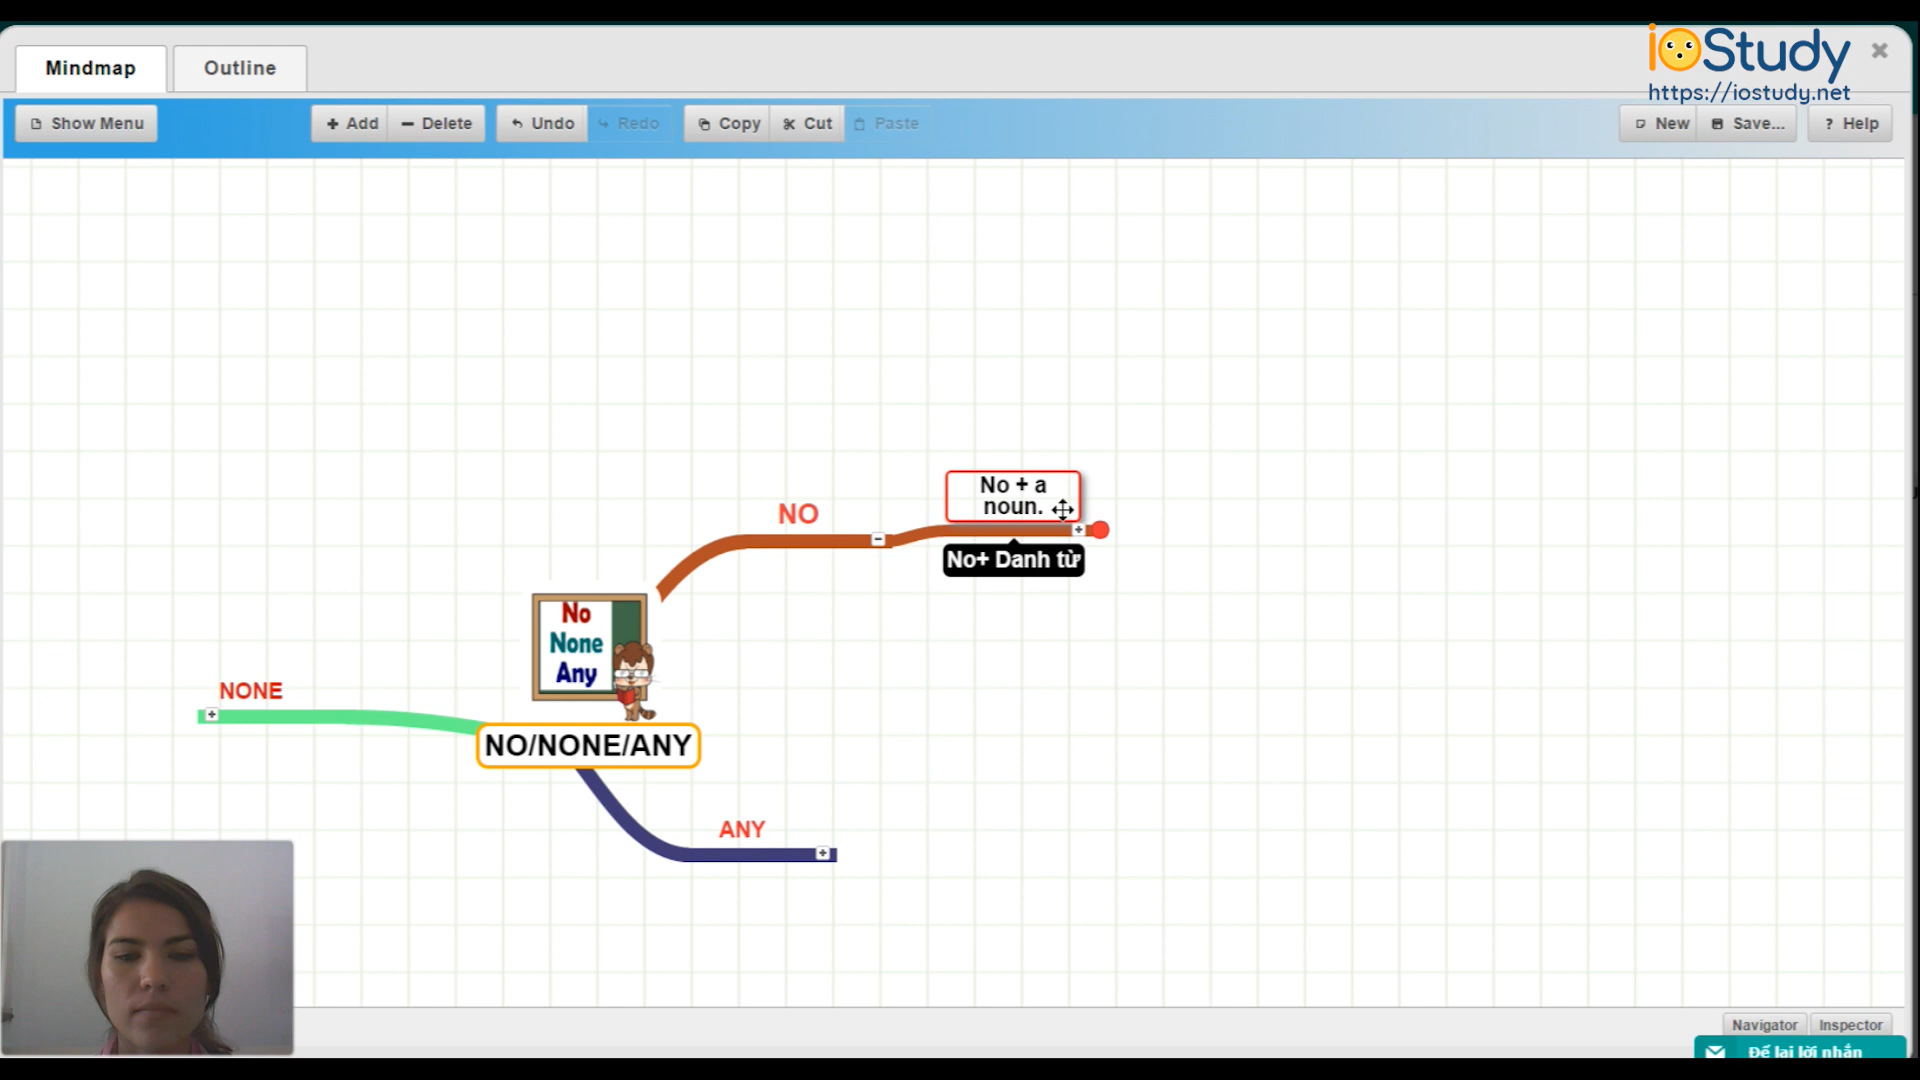 ioStudy
https://iostudy.net
Mindmap
Outline
Show Menu
Add
Delete
Undo
Redo
Copy
Cut
Paste
New
Save...
Help
No + a
noun.
NO
No+ Danh từ
No
None
Any
NONE
NO/NONE/ANY
ANY
Navigator
Inspector
Để lại lời nhắn